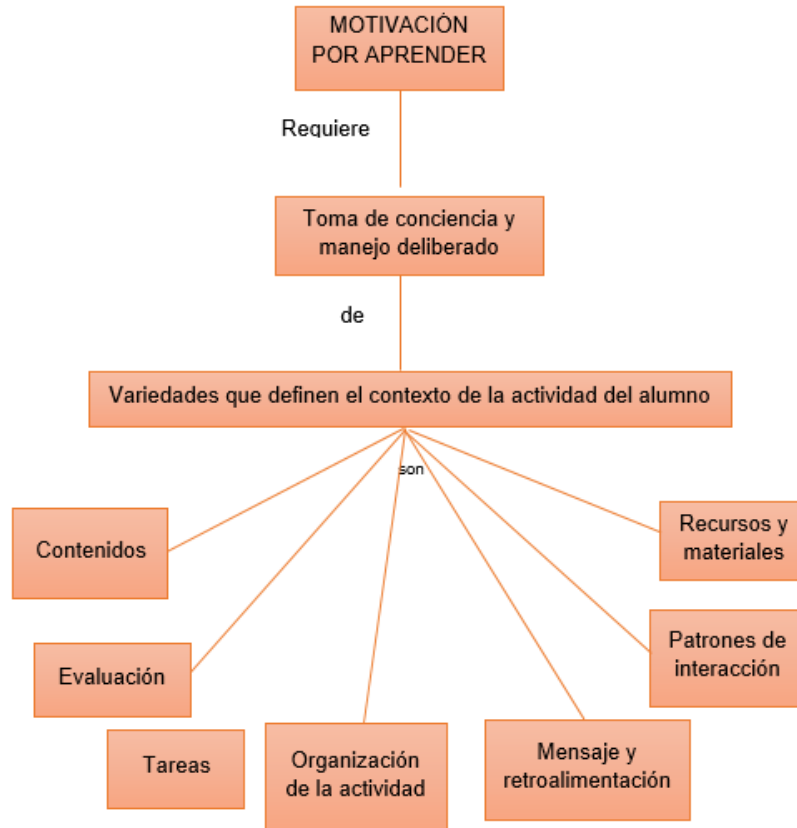 MOTIVACIÓN
POR APRENDER
Requiere
Toma de conciencia y
manejo deliberado
de
Variedades que definen el contexto de la actividad del alumno
son
Contenidos
Recursos y
materiales
Evaluación
Patrones de
interacción
Tareas
Organización
de la actividad
Mensaje y
retroalimentación